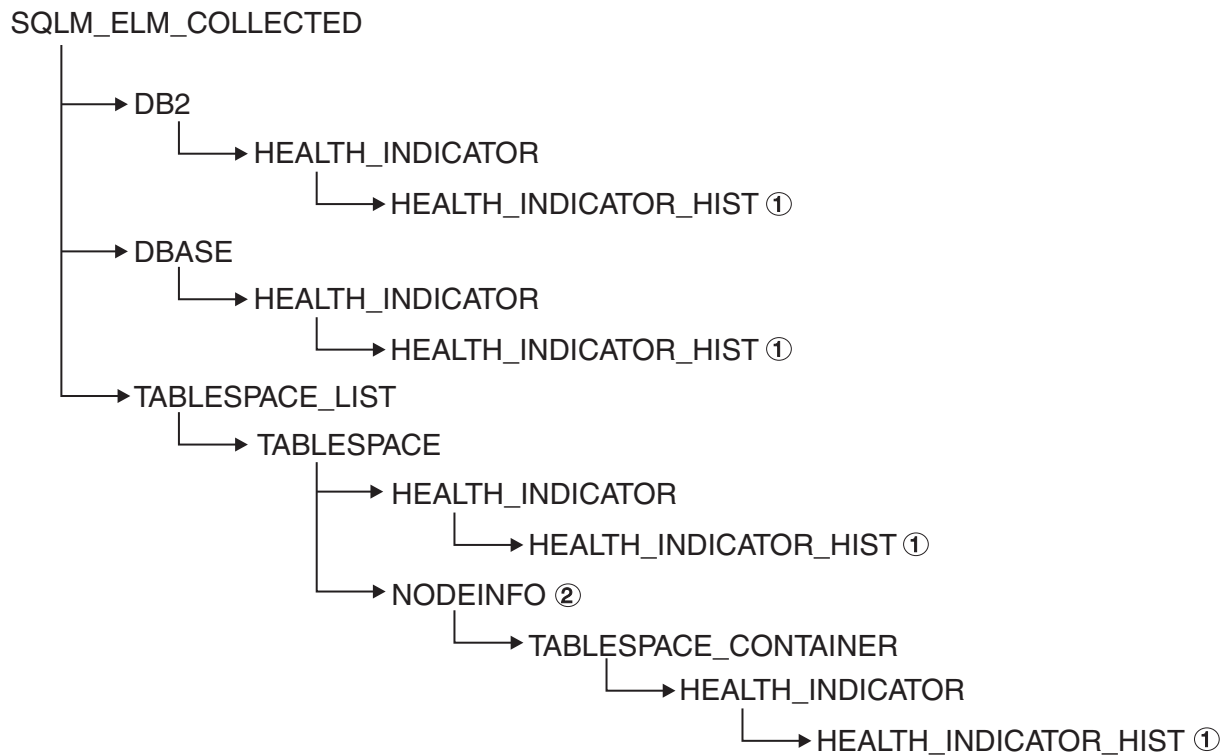 SQLM_ELM_COLLECTED
DB2
HEALTH_INDICATOR
HEALTH_INDICATOR_HIST ①
DBASE
HEALTH_INDICATOR
HEALTH_INDICATOR_HIST ①
TABLESPACE_LIST
TABLESPACE
HEALTH_INDICATOR
HEALTH_INDICATOR_HIST ①
NODEINFO ②
TABLESPACE_CONTAINER
HEALTH_INDICATOR
HEALTH_INDICATOR_HIST ①